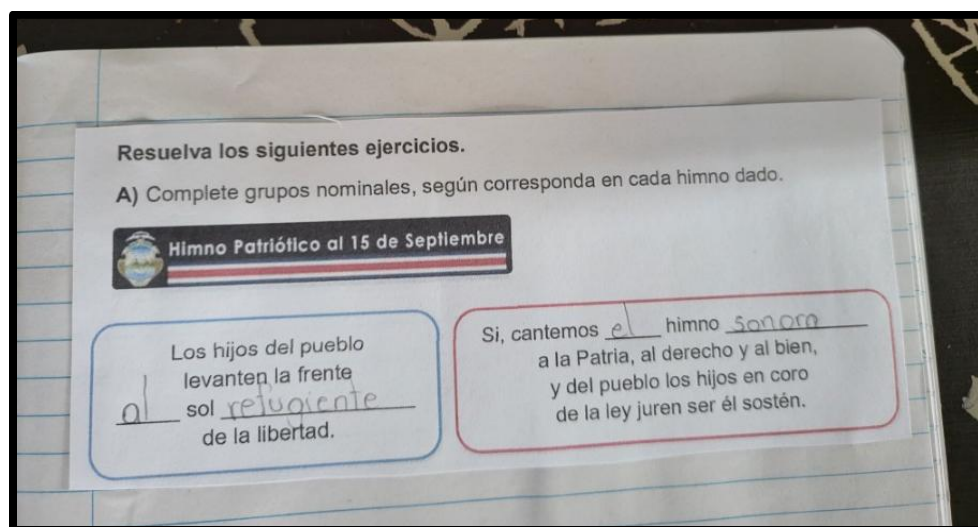 Resuelva los siguientes ejercicios.
A) Complete grupos nominales, según corresponda en cada himno dado.
Himno Patriótico al 15 de Septiembre
Los hijos del pueblo
levanten la frente
al sol refugiente
de la libertad.
Si, cantemos el himno sonoro
a la Patria, al derecho y al bien,
y del pueblo los hijos en coro
de la ley juren ser él sostén.